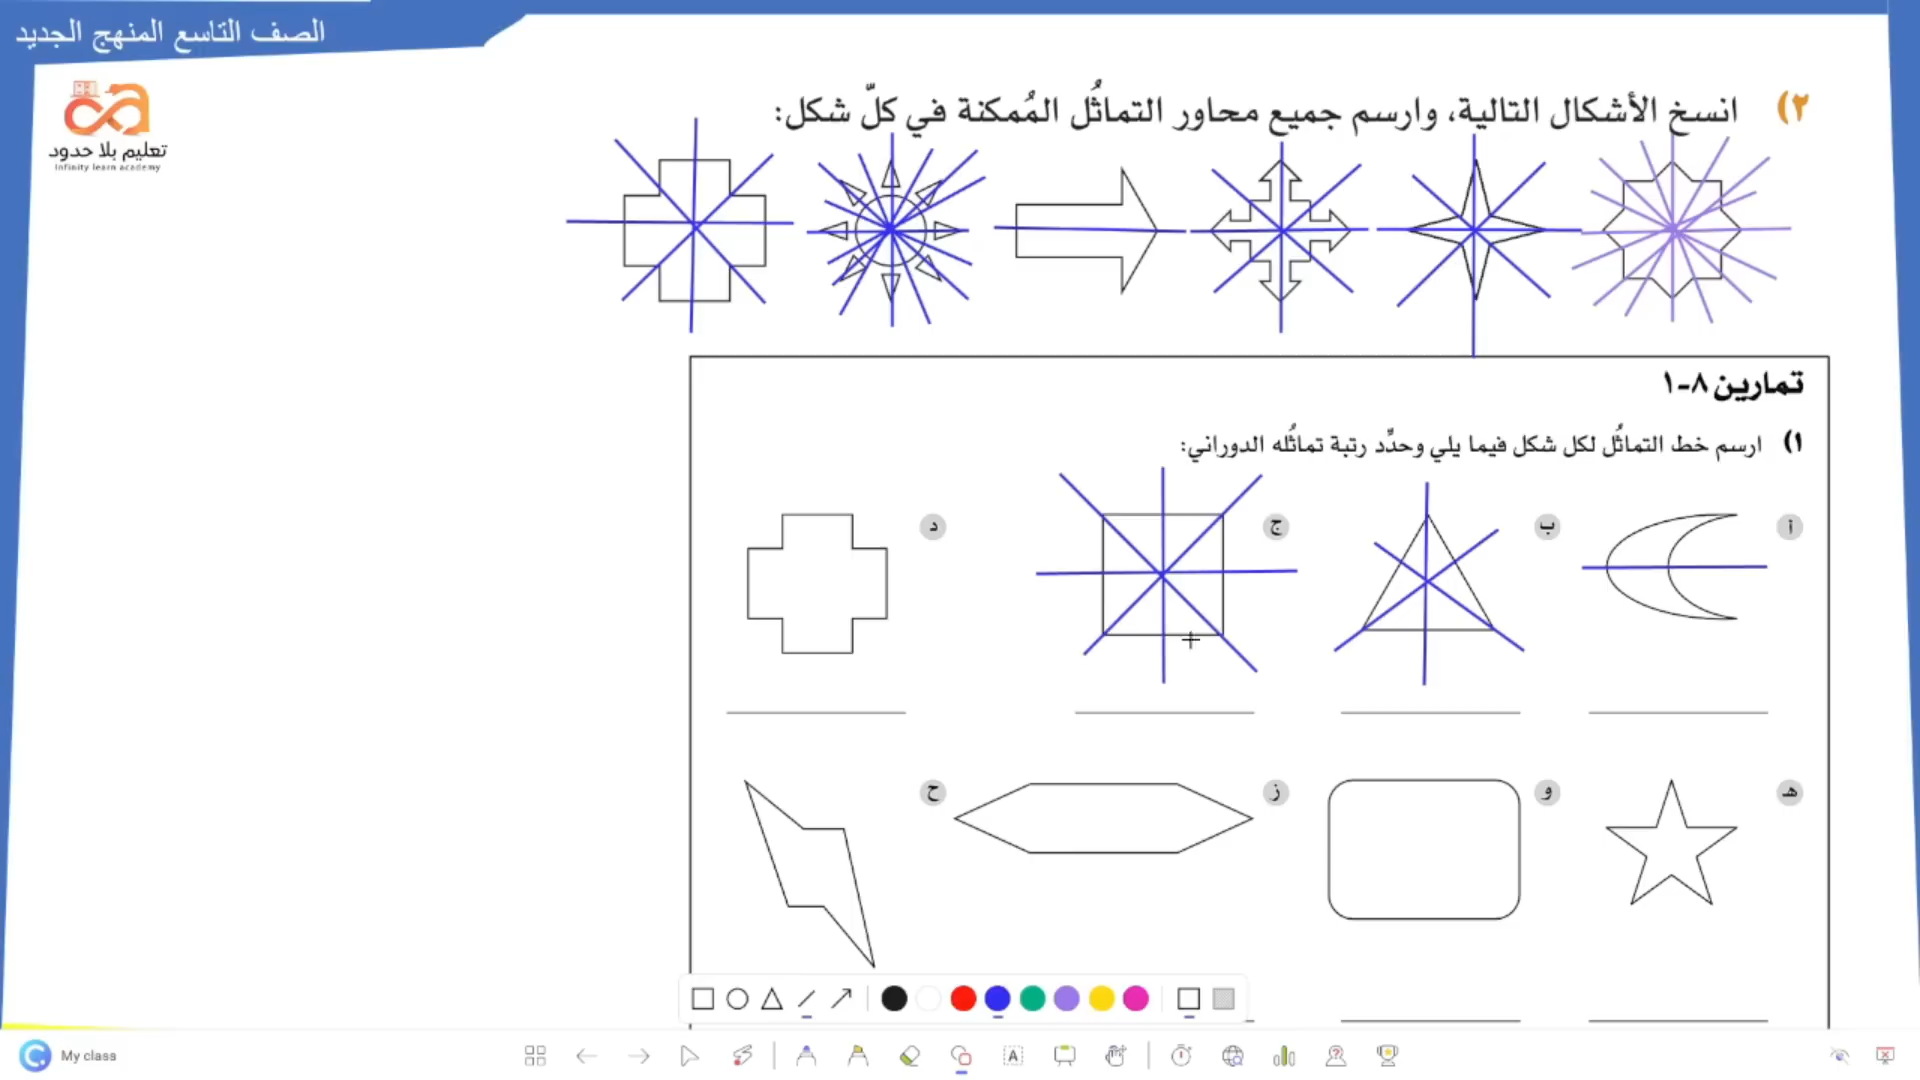 الصف التاسع المنهج الجديد
تعليم بلا حدود
Infinity learn academy
٢) انسخ الأشكال التالية، وارسم جميع محاور التماثُل المُمكنة في كلّ شكل:
تمارين ٨-١
١) ارسم خط التماثُل لكل شكل فيما يلي وحدِّد رتبة تماثُله الدوراني:
أ
ب
ج
د
هـ
و
ز
ح
A
My class